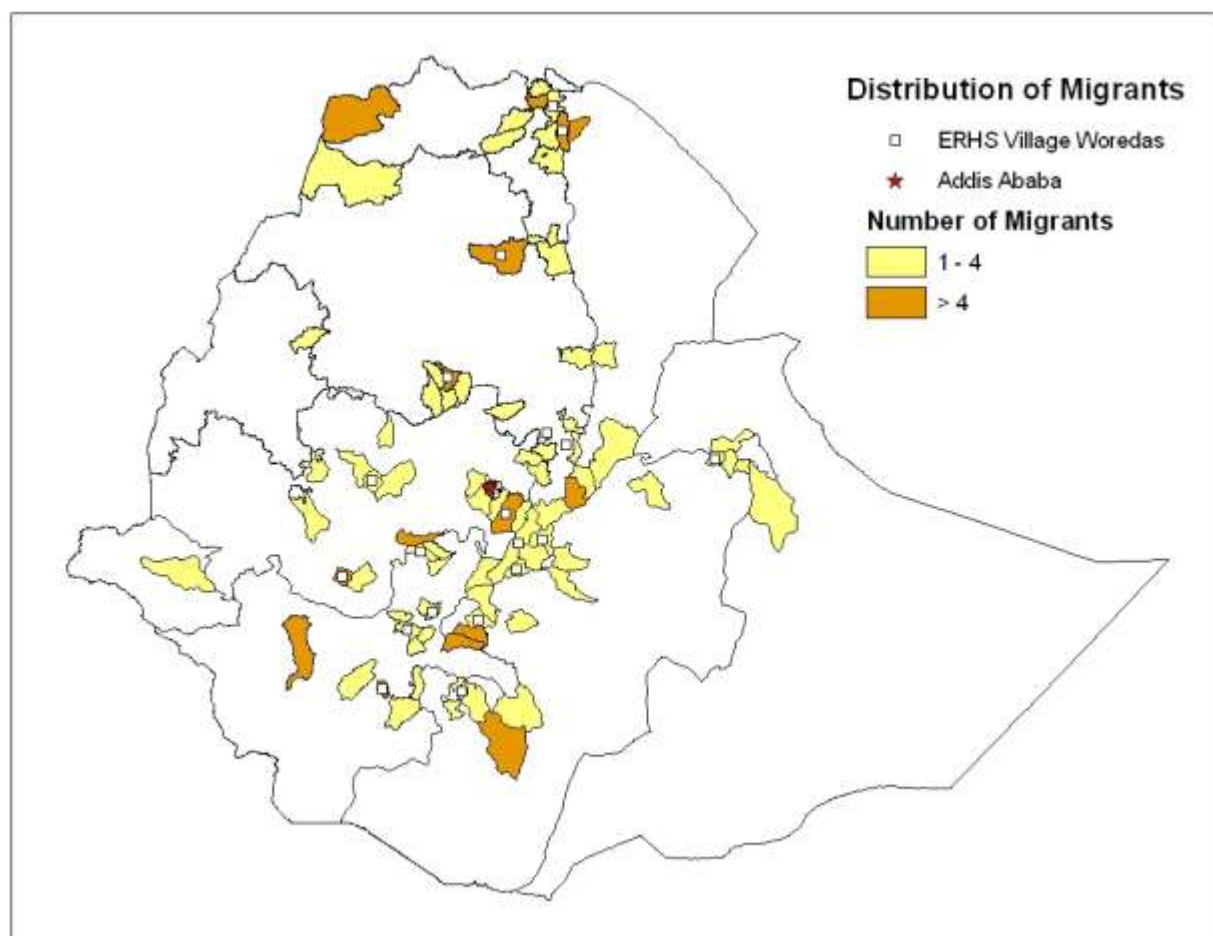 Distribution of Migrants
ERHS Village Woredas
Addis Ababa
Number of Migrants
1 - 4
> 4